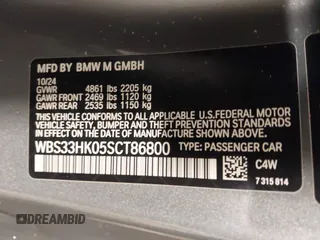 MFD BY BMW M GMBH
10/24
GVWR 4861 lbs 2205 kg
GAWR FRONT 2469 lbs 1120 kg
GAWR REAR 2535 lbs 1150 kg
THIS VEHICLE CONFORMS TO ALL APPLICABLE U.S. FEDERAL MOTOR
VEHICLE SAFETY, BUMPER, AND THEFT PREVENTION STANDARDS
IN EFFECT ON THE DATE OF MANUFACTURE SHOWN ABOVE.
WBS33HK05SCT86800 TYPE: PASSENGER CAR
C4W
7 315 814
DREAMBID